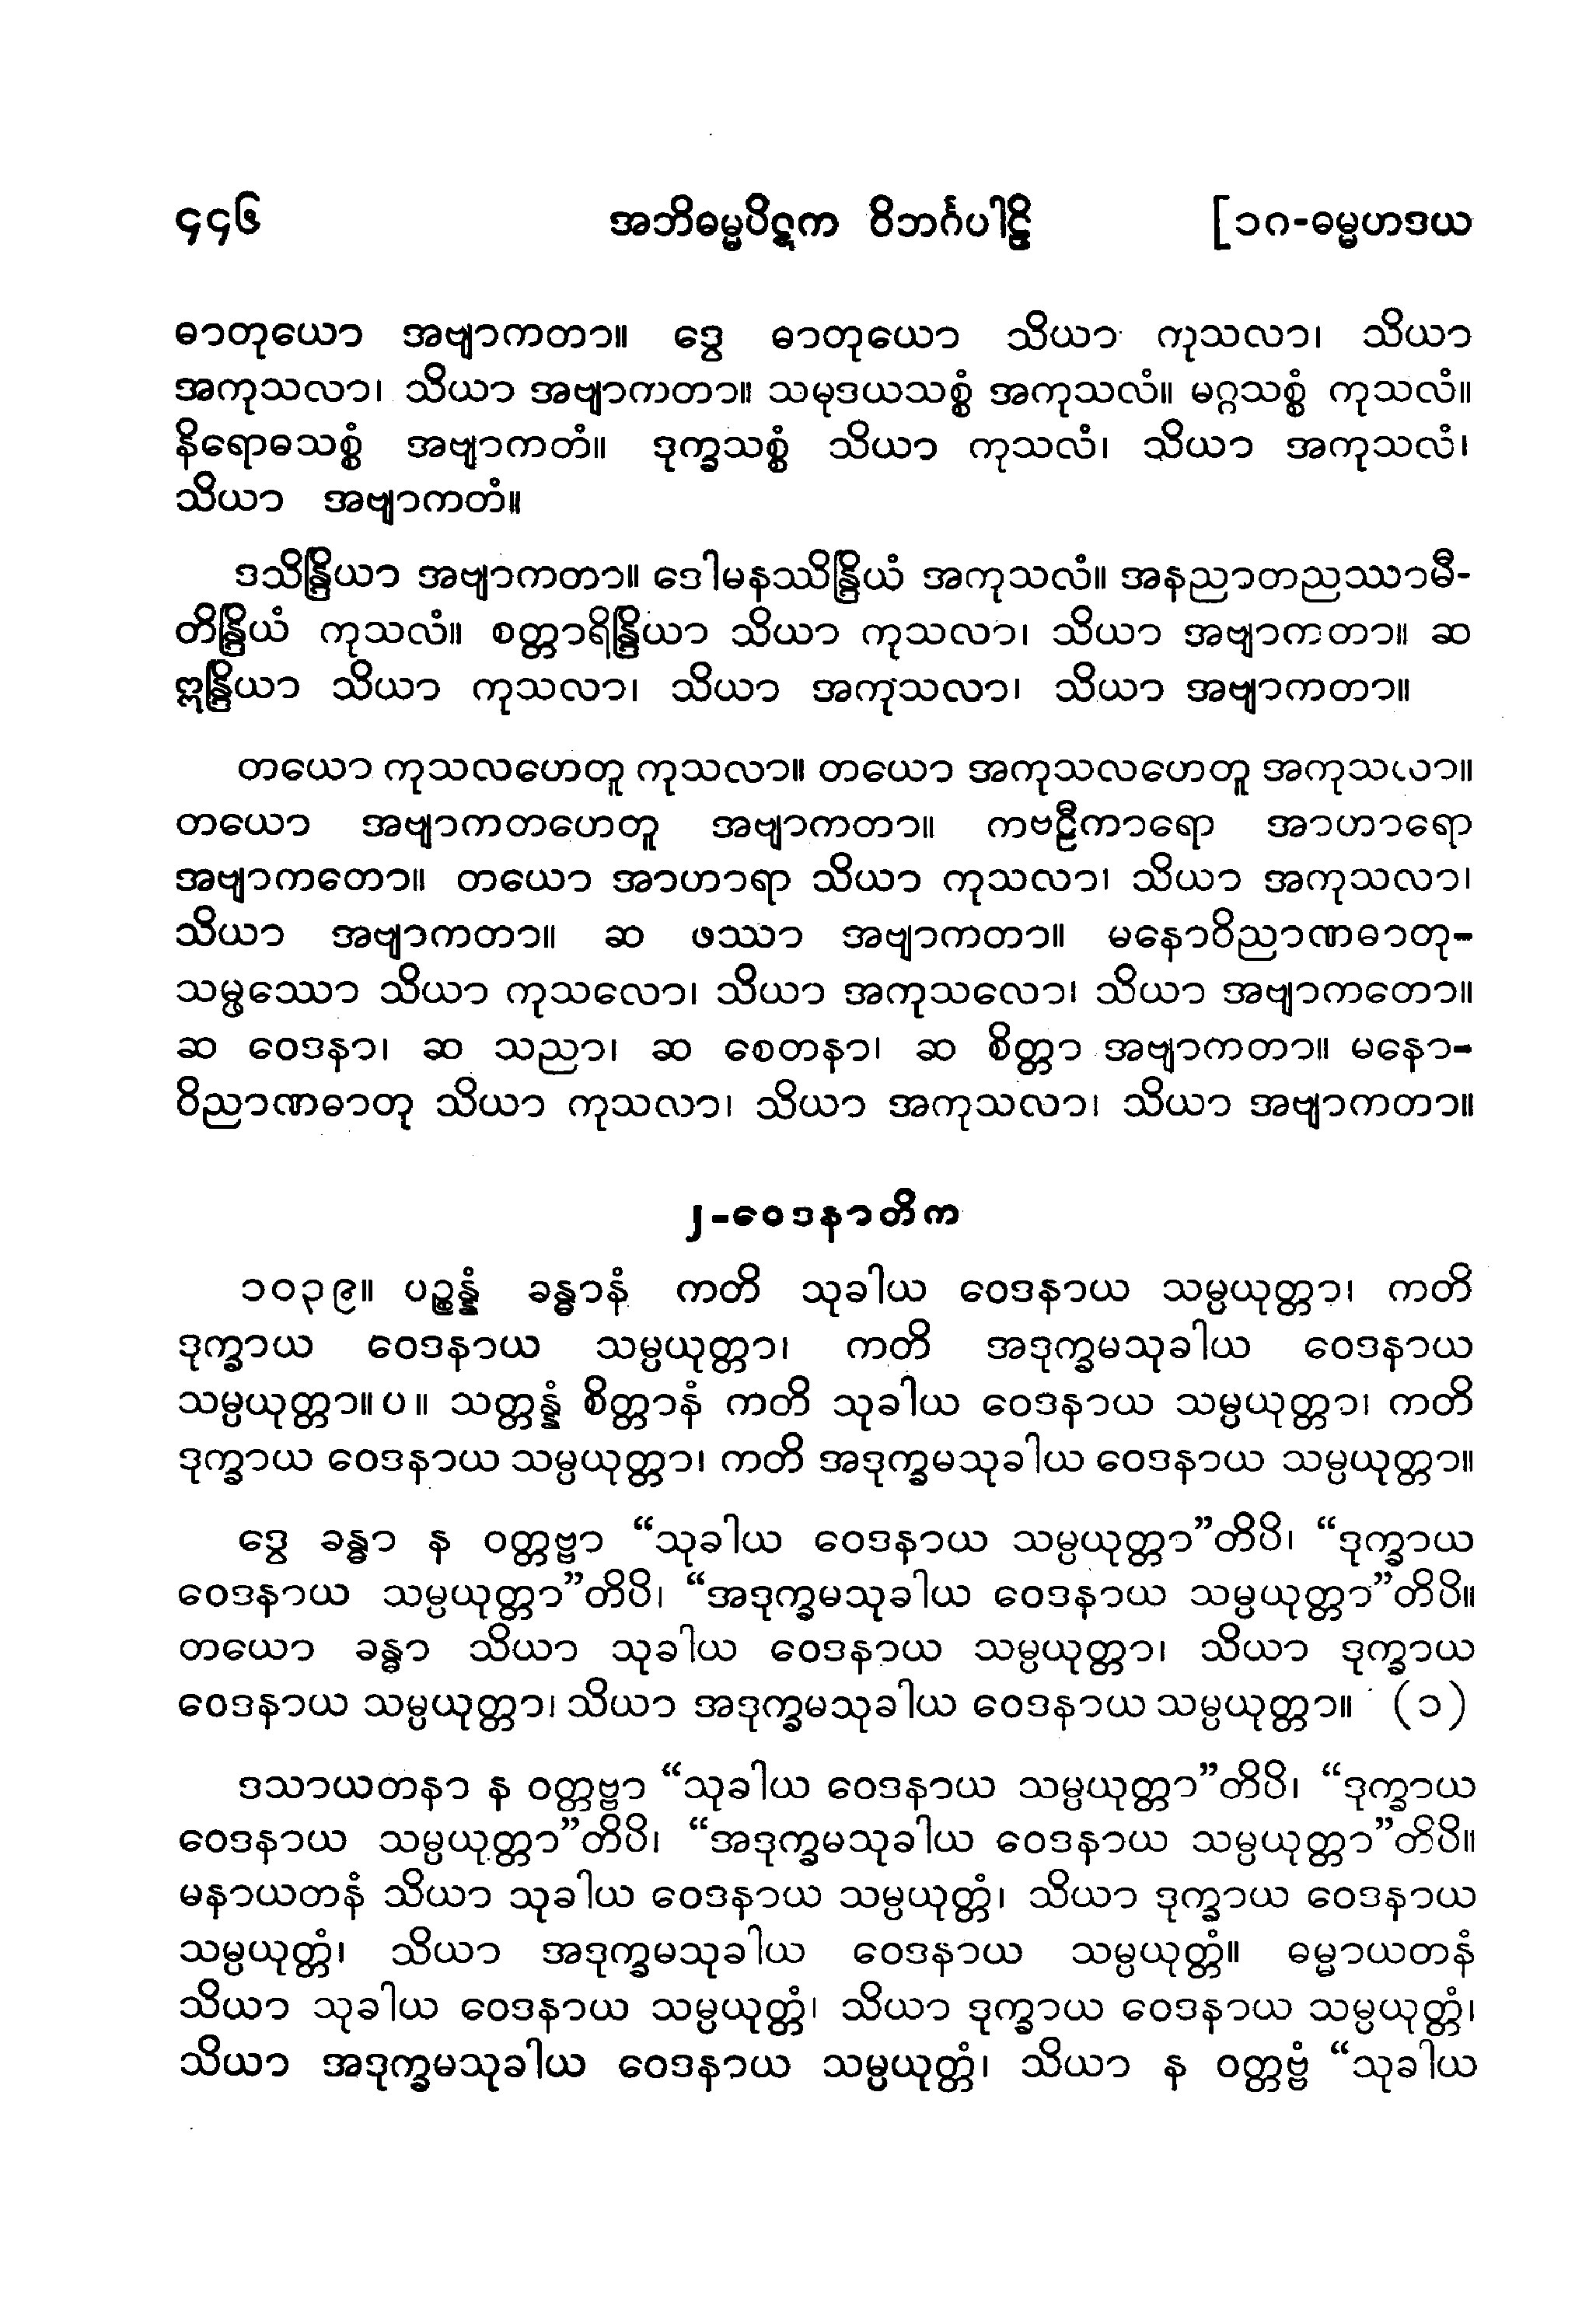 ၄၄၆ အဘိဓမ္မပိဋက ဝိဘင်္ဂပါဠိ [၁၈-ဓမ္မဟဒယ
ဓာတုယော အဗျာကတာ။ ဒွေ ဓာတုယော သိယာ ကုသလာ၊ သိယာ
အကုသလာ၊ သိယာ အဗျာကတာ။ သမုဒယသစ္စံ အကုသလံ။ မဂ္ဂသစ္စံ ကုသလံ။
နိရောဓသစ္စံ အဗျာကတံ။ ဒုက္ခသစ္စံ သိယာ ကုသလံ၊ သိယာ အကုသလံ၊
သိယာ အဗျာကတံ။
ဒသိန္ဒြိယာ အဗျာကတာ။ ဒေါမနဿိန္ဒြိယံ အကုသလံ။ အနညာတညဿာမီ-
တိန္ဒြိယံ ကုသလံ။ စတ္တာရိန္ဒြိယာ သိယာ ကုသလာ၊ သိယာ အဗျာကတာ။ ဆ
ဣန္ဒြိယာ သိယာ ကုသလာ၊ သိယာ အကုသလာ၊ သိယာ အဗျာကတာ။
တယော ကုသလဟေတူ ကုသလာ။ တယော အကုသလဟေတူ အကုသလာ။
တယော အဗျာကတဟေတူ အဗျာကတာ။ ကဗဠီကာရော အာဟာရော
အဗျာကတော။ တယော အာဟာရာ သိယာ ကုသလာ၊ သိယာ အကုသလာ၊
သိယာ အဗျာကတာ။ ဆ ဖဿာ အဗျာကတာ။ မနောဝိညာဏဓာတု-
သမ္ဖဿော သိယာ ကုသလော၊ သိယာ အကုသလော၊ သိယာ အဗျာကတော။
ဆ ဝေဒနာ၊ ဆ သညာ၊ ဆ စေတနာ၊ ဆ စိတ္တာ အဗျာကတာ။ မနော-
ဝိညာဏဓာတု သိယာ ကုသလာ၊ သိယာ အကုသလာ၊ သိယာ အဗျာကတာ။
၂-ဝေဒနာတိက
၁၀၃၉။ ပဉ္စန္နံ ခန္ဓာနံ ကတိ သုခါယ ဝေဒနာယ သမ္ပယုတ္တာ၊ ကတိ
ဒုက္ခာယ ဝေဒနာယ သမ္ပယုတ္တာ၊ ကတိ အဒုက္ခမသုခါယ ဝေဒနာယ
သမ္ပယုတ္တာ။ပ။ သတ္တန္နံ စိတ္တာနံ ကတိ သုခါယ ဝေဒနာယ သမ္ပယုတ္တာ၊ ကတိ
ဒုက္ခာယ ဝေဒနာယ သမ္ပယုတ္တာ၊ ကတိ အဒုက္ခမသုခါယ ဝေဒနာယ သမ္ပယုတ္တာ။
ဒွေ ခန္ဓာ န ဝတ္တဗ္ဗာ “သုခါယ ဝေဒနာယ သမ္ပယုတ္တာ”တိပိ၊ “ဒုက္ခာယ
ဝေဒနာယ သမ္ပယုတ္တာ”တိပိ၊ “အဒုက္ခမသုခါယ ဝေဒနာယ သမ္ပယုတ္တာ”တိပိ။
တယော ခန္ဓာ သိယာ သုခါယ ဝေဒနာယ သမ္ပယုတ္တာ၊ သိယာ ဒုက္ခာယ
ဝေဒနာယ သမ္ပယုတ္တာ၊ သိယာ အဒုက္ခမသုခါယ ဝေဒနာယ သမ္ပယုတ္တာ။ (၁)
ဒသာယတနာ န ဝတ္တဗ္ဗာ “သုခါယ ဝေဒနာယ သမ္ပယုတ္တာ”တိပိ၊ “ဒုက္ခာယ
ဝေဒနာယ သမ္ပယုတ္တာ”တိပိ၊ “အဒုက္ခမသုခါယ ဝေဒနာယ သမ္ပယုတ္တာ”တိပိ။
မနာယတနံ သိယာ သုခါယ ဝေဒနာယ သမ္ပယုတ္တံ၊ သိယာ ဒုက္ခာယ ဝေဒနာယ
သမ္ပယုတ္တံ၊ သိယာ အဒုက္ခမသုခါယ ဝေဒနာယ သမ္ပယုတ္တံ။ ဓမ္မာယတနံ
သိယာ သုခါယ ဝေဒနာယ သမ္ပယုတ္တံ၊ သိယာ ဒုက္ခာယ ဝေဒနာယ သမ္ပယုတ္တံ၊
သိယာ အဒုက္ခမသုခါယ ဝေဒနာယ သမ္ပယုတ္တံ၊ သိယာ န ဝတ္တဗ္ဗံ “သုခါယ